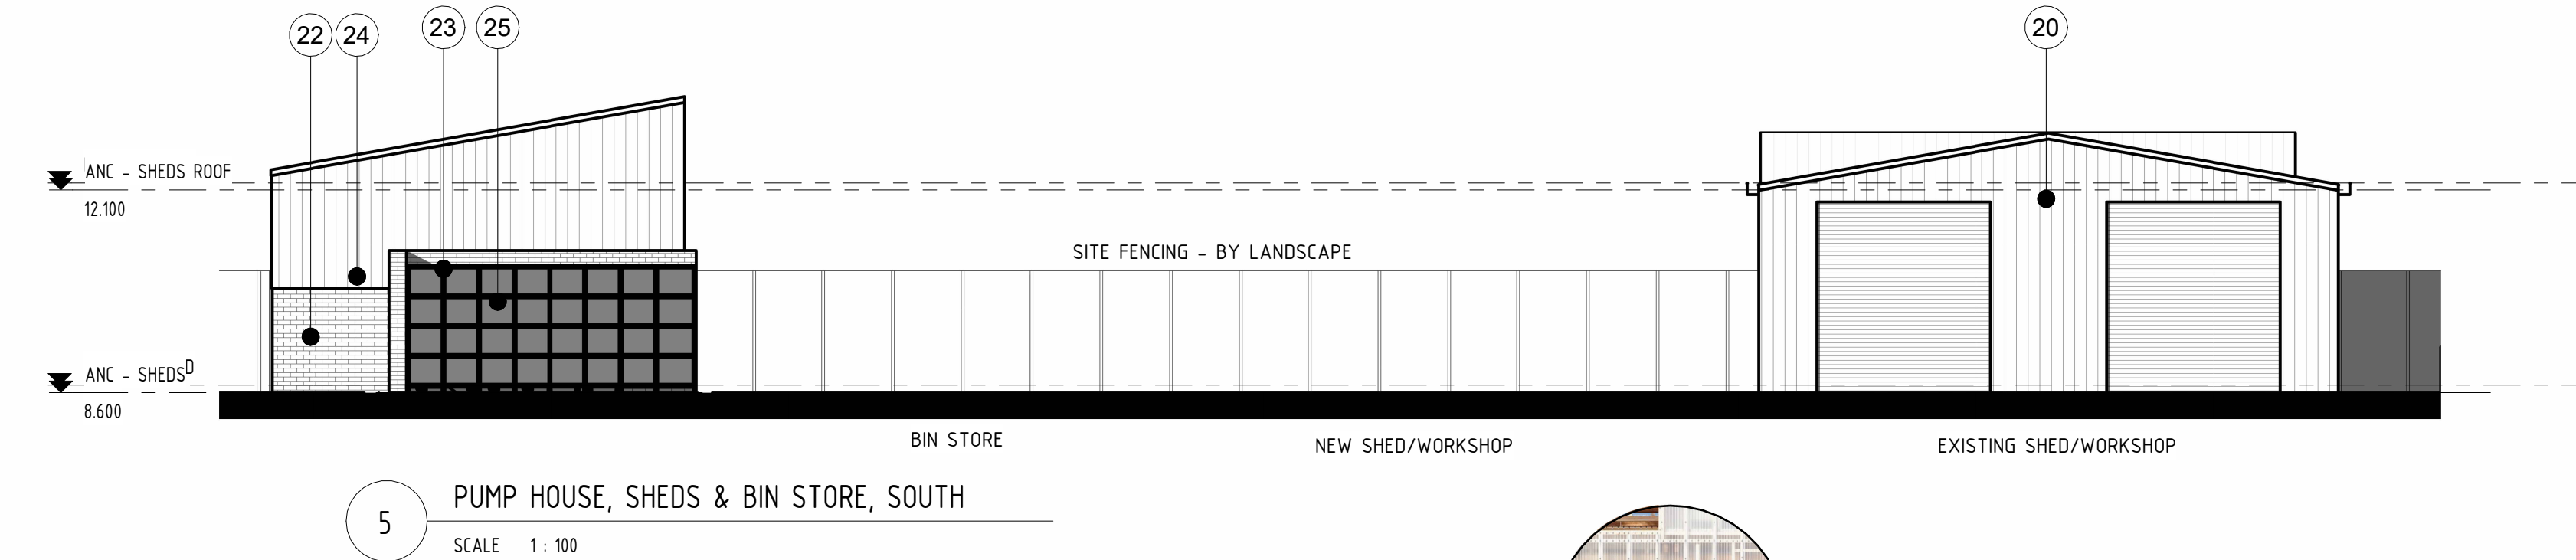 22 24 23 25 20
ANC - SHEDS ROOF
12.100
SITE FENCING - BY LANDSCAPE
ANC - SHEDS D
8.600
BIN STORE NEW SHED/WORKSHOP EXISTING SHED/WORKSHOP
5 PUMP HOUSE, SHEDS & BIN STORE, SOUTH
SCALE 1 : 100